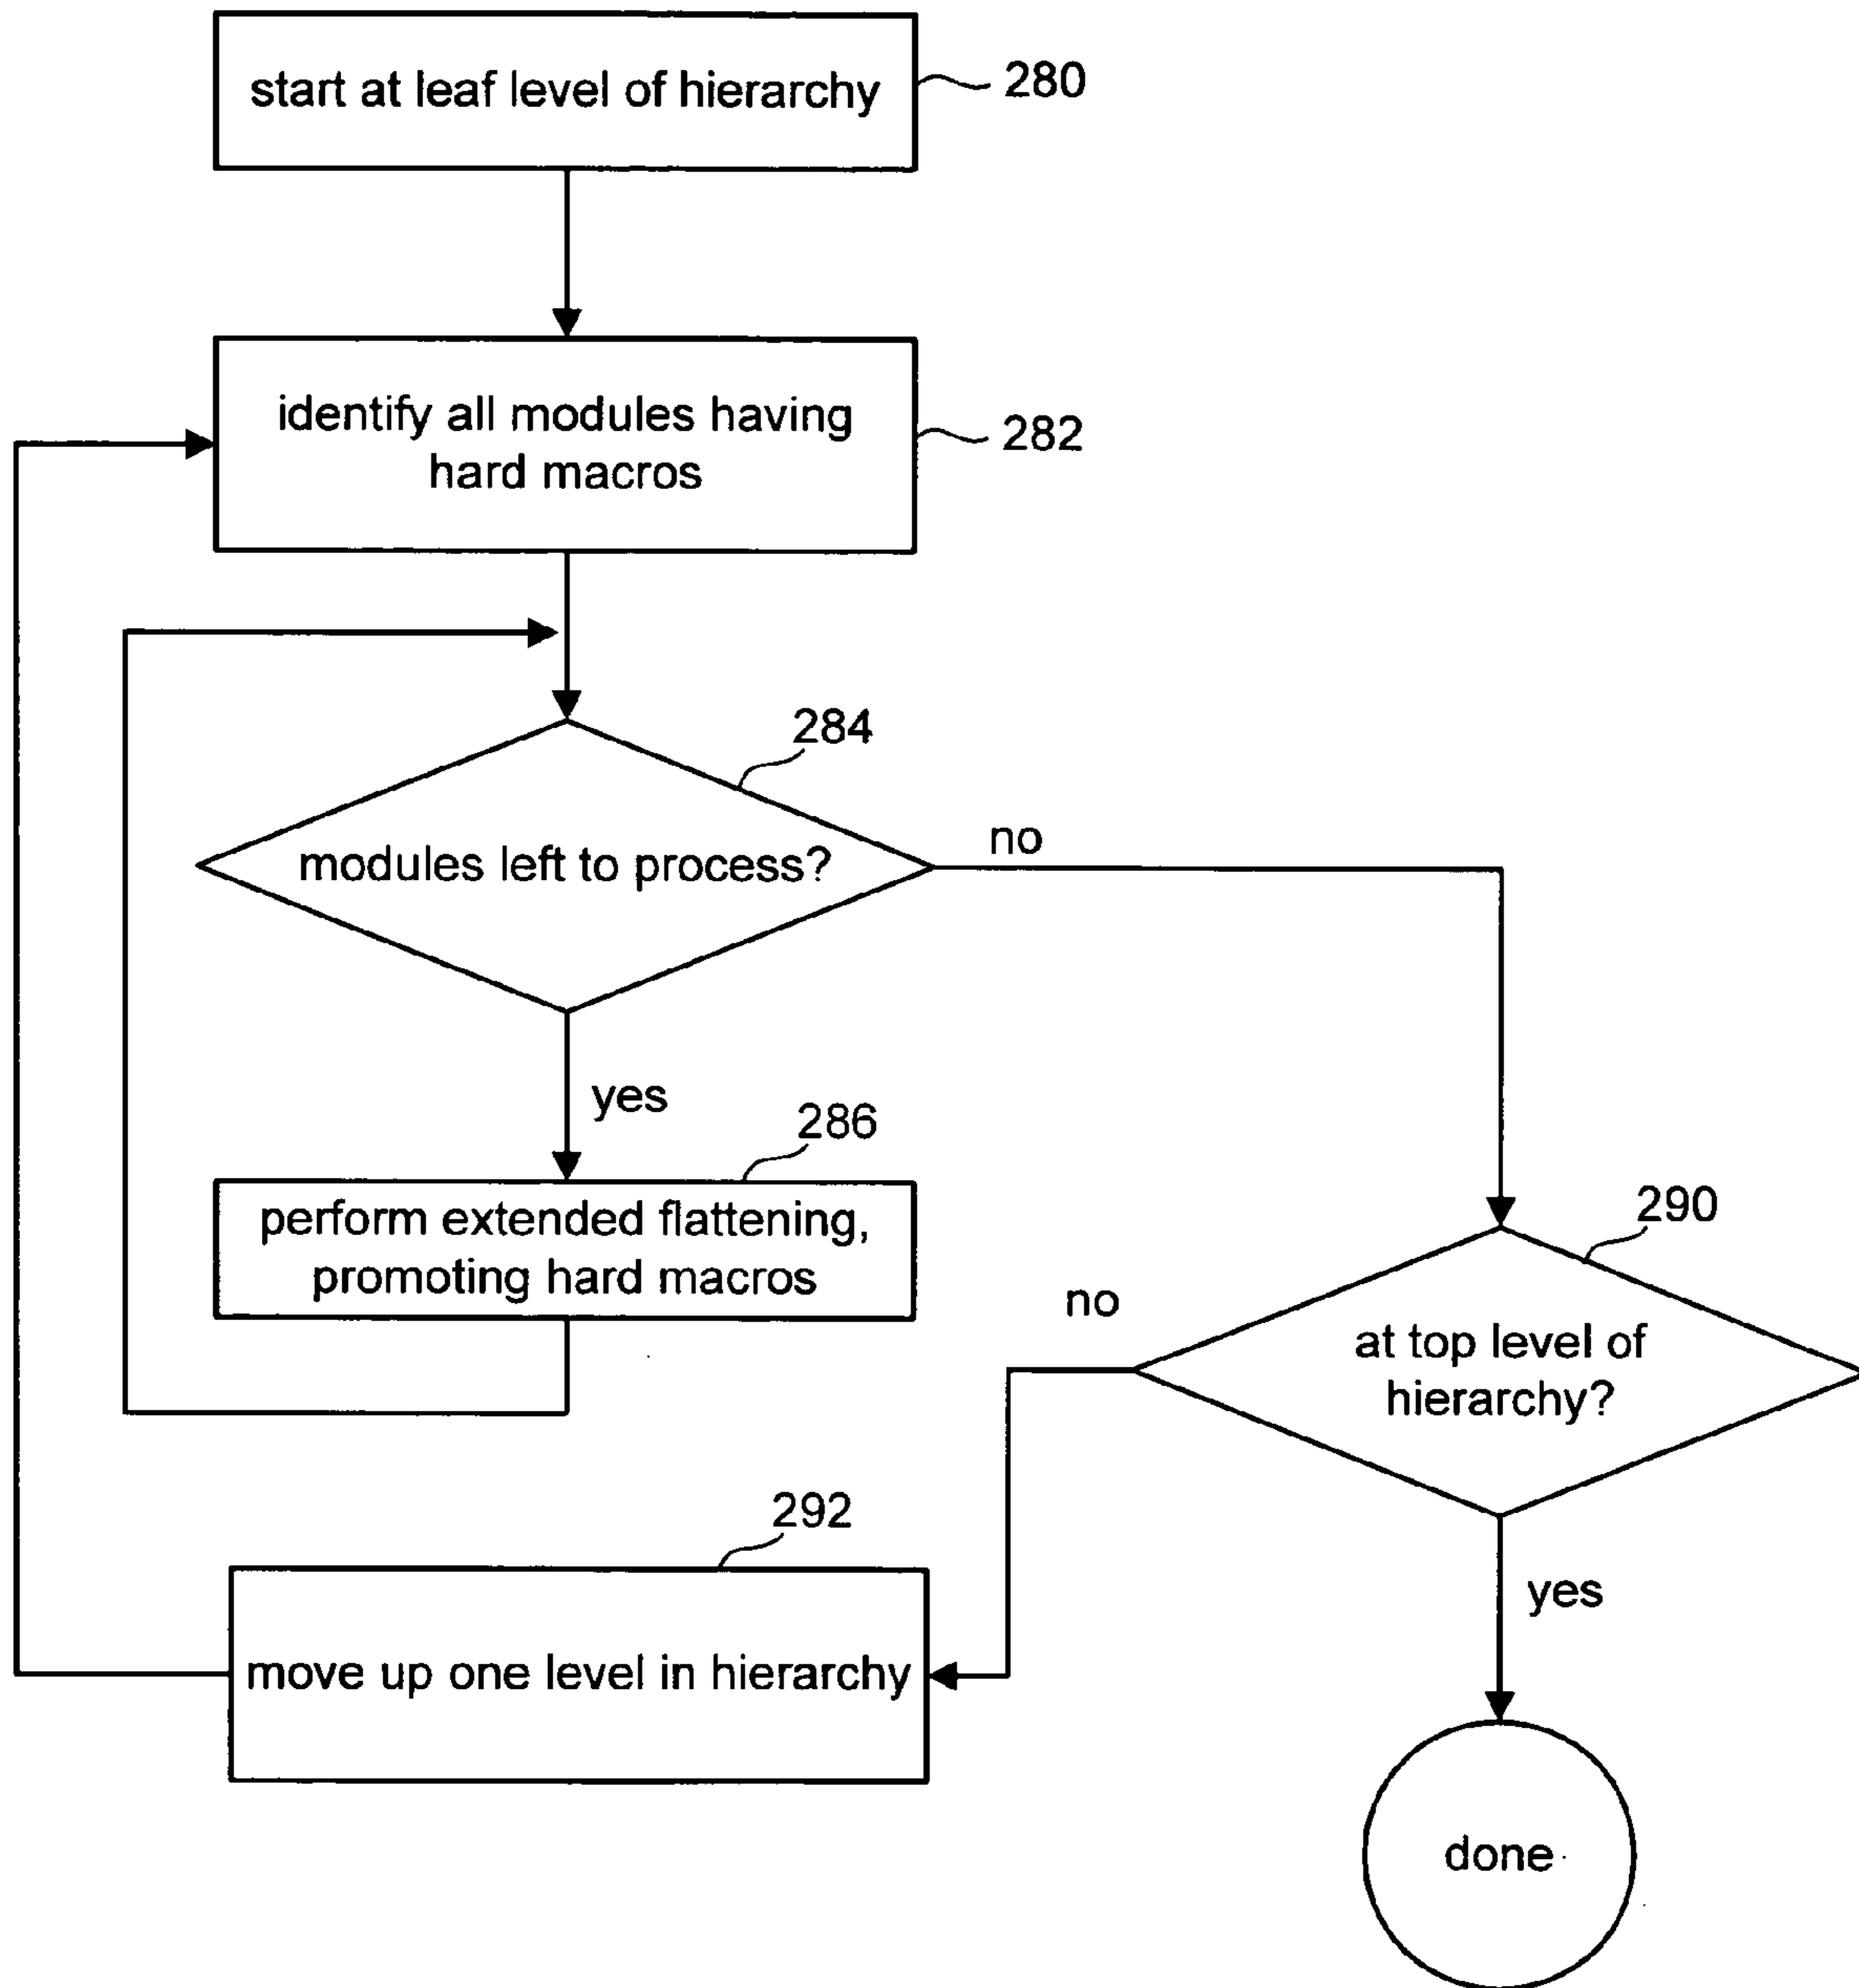 start at leaf level of hierarchy
280
identify all modules having
hard macros
282
284
modules left to process?
no
yes
286
perform extended flattening,
promoting hard macros
290
no
at top level of
hierarchy?
292
move up one level in hierarchy
yes
done